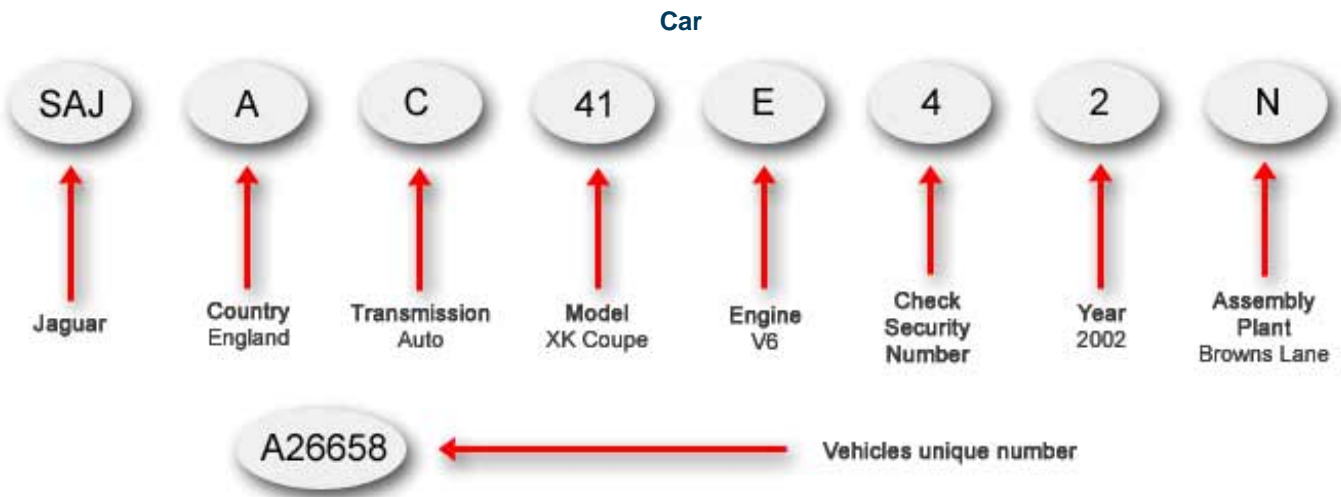 Car
SAJ A C 41 E 4 2 N
Jaguar
Country
England
Transmission
Auto
Model
XK Coupe
Engine
V6
Check
Security
Number
Year
2002
Assembly
Plant
Browns Lane
A26658
Vehicles unique number